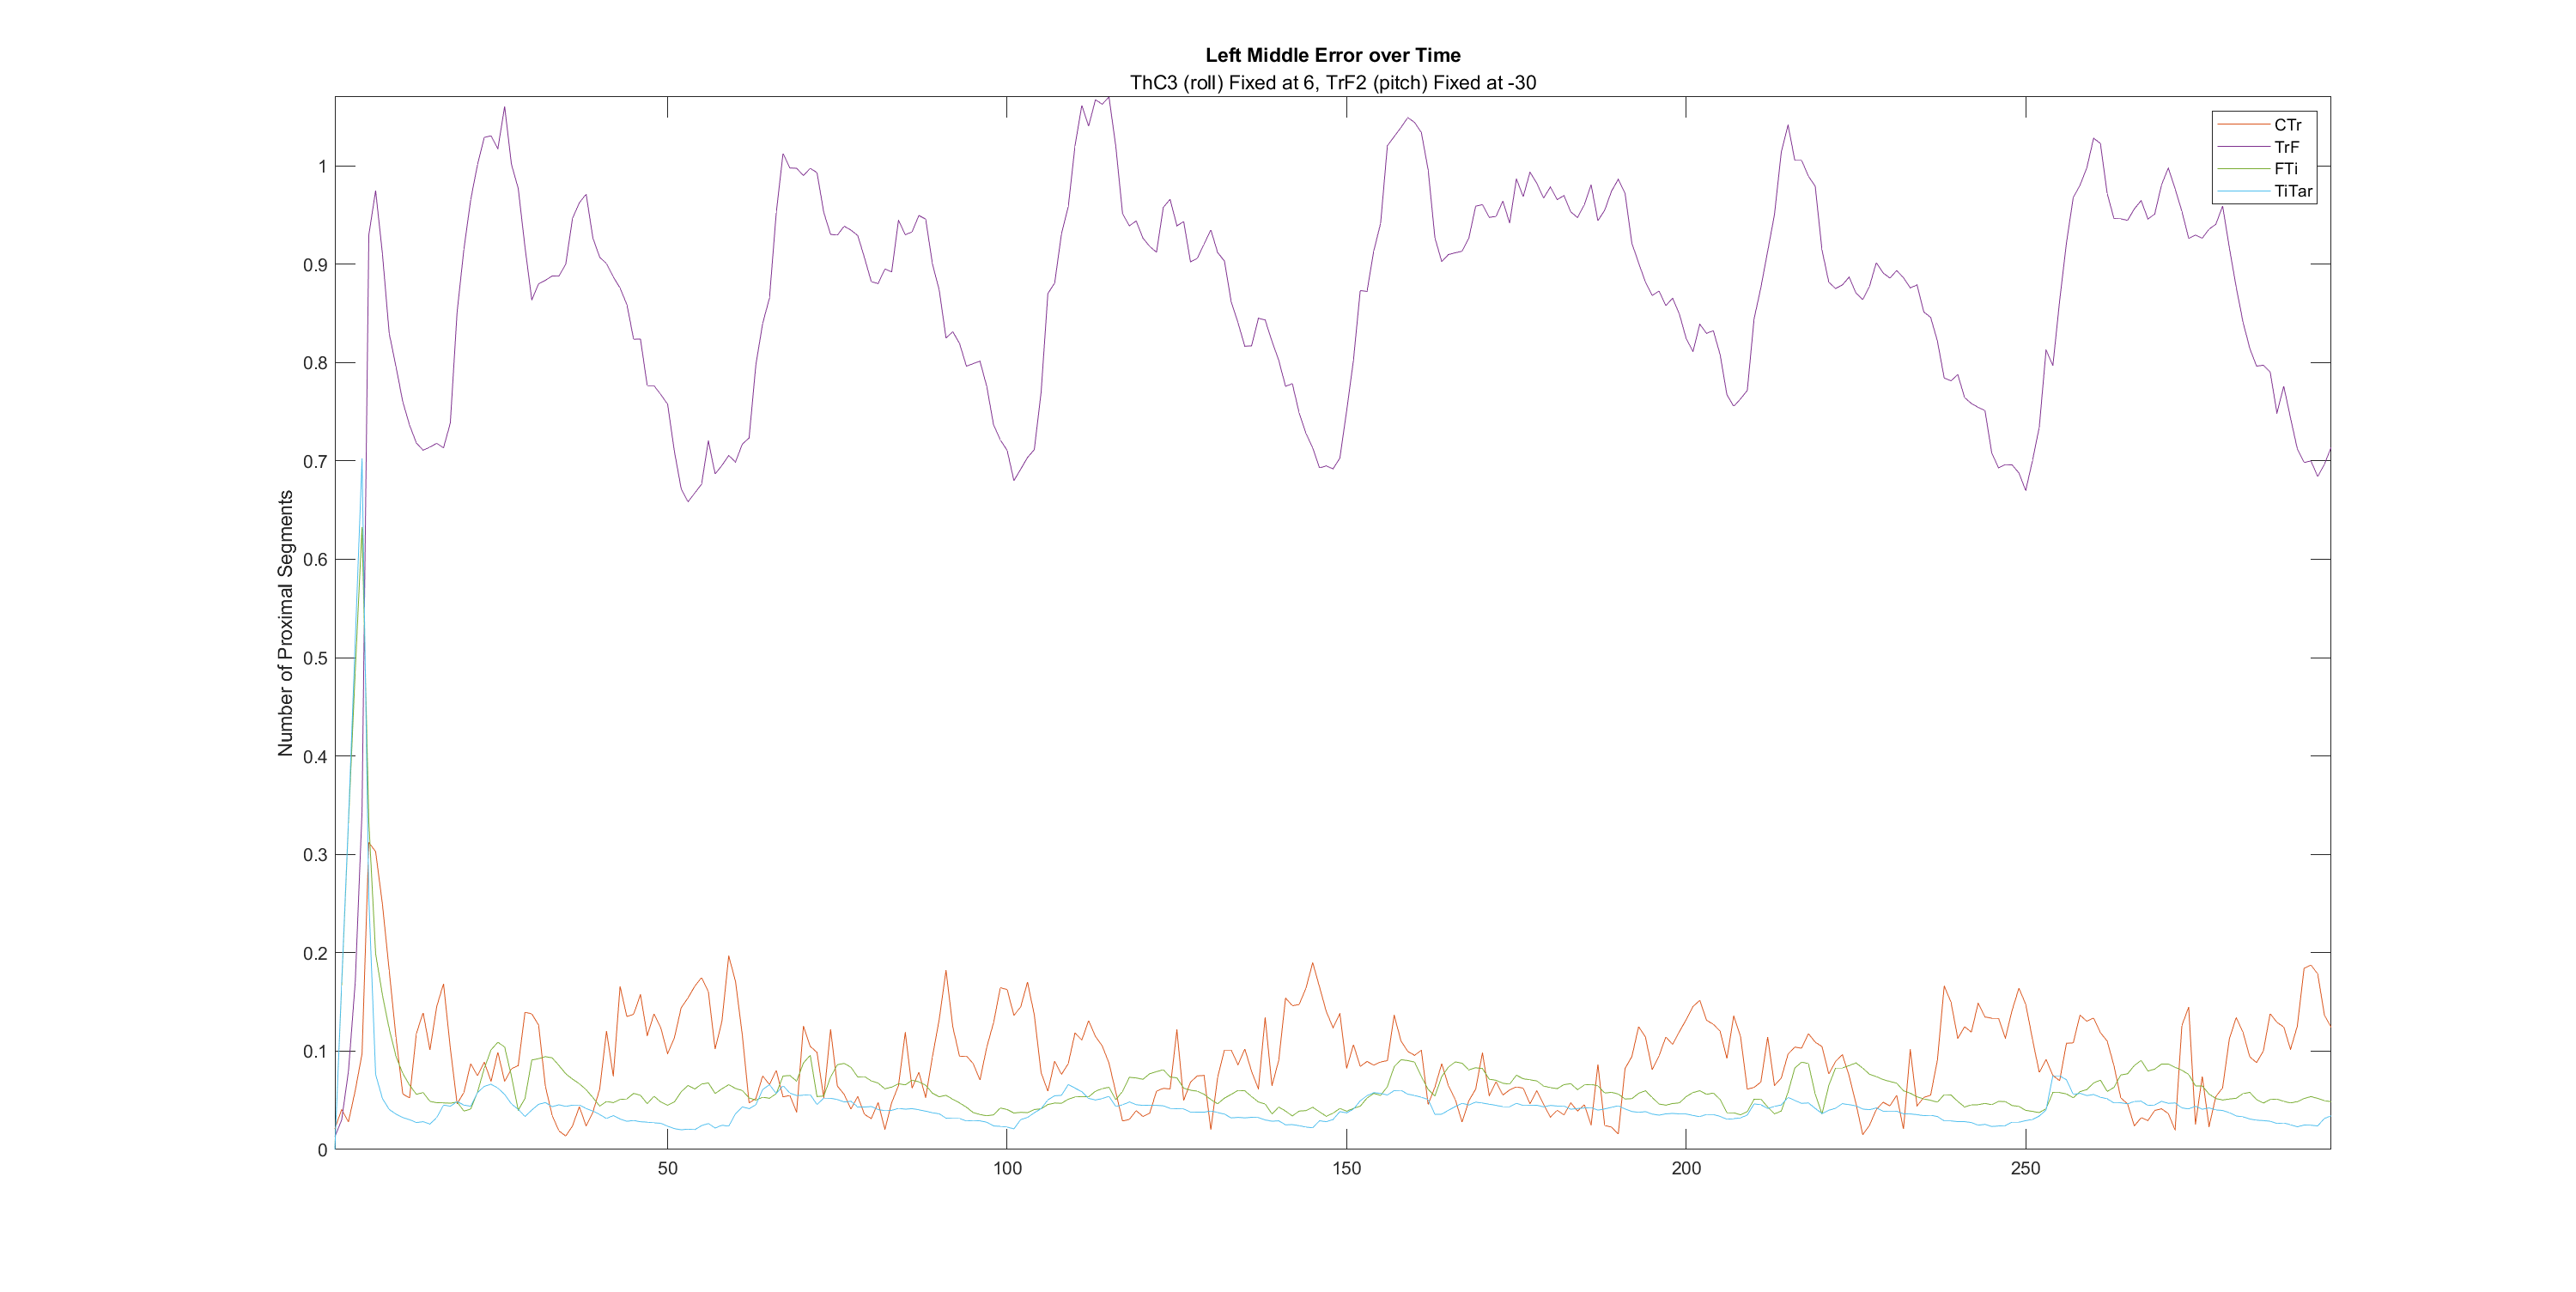 Left Middle Error over Time
ThC3 (roll) Fixed at 6, TrF2 (pitch) Fixed at -30
CTr
TrF
FTi
TiTar
Number of Proximal Segments
1
0.9
0.8
0.7
0.6
0.5
0.4
0.3
0.2
0.1
0
50
100
150
200
250